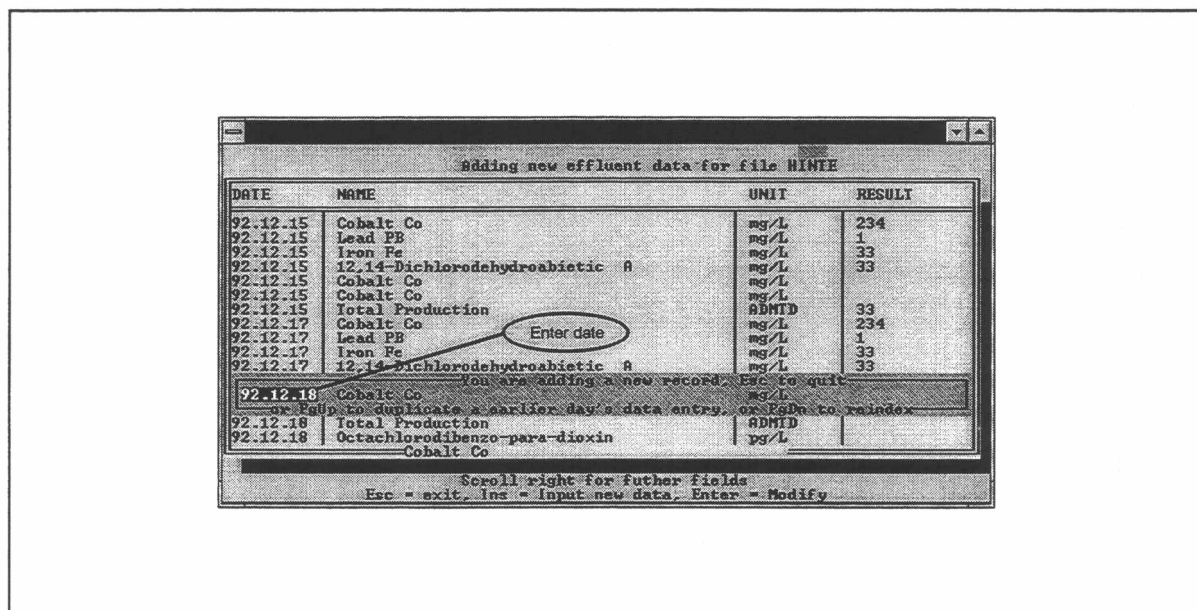 Adding new effluent data for file HINTE
DATE NAME UNIT RESULT
92.12.15 Cobalt Co mg/L 234
92.12.15 Lead PB mg/L 1
92.12.15 Iron Fe mg/L 33
92.12.15 12,14-Dichlorodehydroabietic A mg/L 33
92.12.15 Cobalt Co mg/L
92.12.15 Cobalt Co mg/L
92.12.15 Total Production ADMTD 33
92.12.17 Cobalt Co mg/L 234
92.12.17 Lead PB mg/L 1
Enter date
92.12.17 Iron Fe mg/L 33
92.12.17 12,14-Dichlorodehydroabietic A mg/L 33
You are adding a new record, Esc to quit
92.12.18 Cobalt Co mg/L
or PgUp to duplicate a earlier day's data entry, or PgDn to reindex
92.12.18 Total Production ADMTD
92.12.18 Octachlorodibenzo-para-dioxin pg/L
Cobalt Co
Scroll right for futher fields
Esc = exit, Ins = Input new data, Enter = Modify